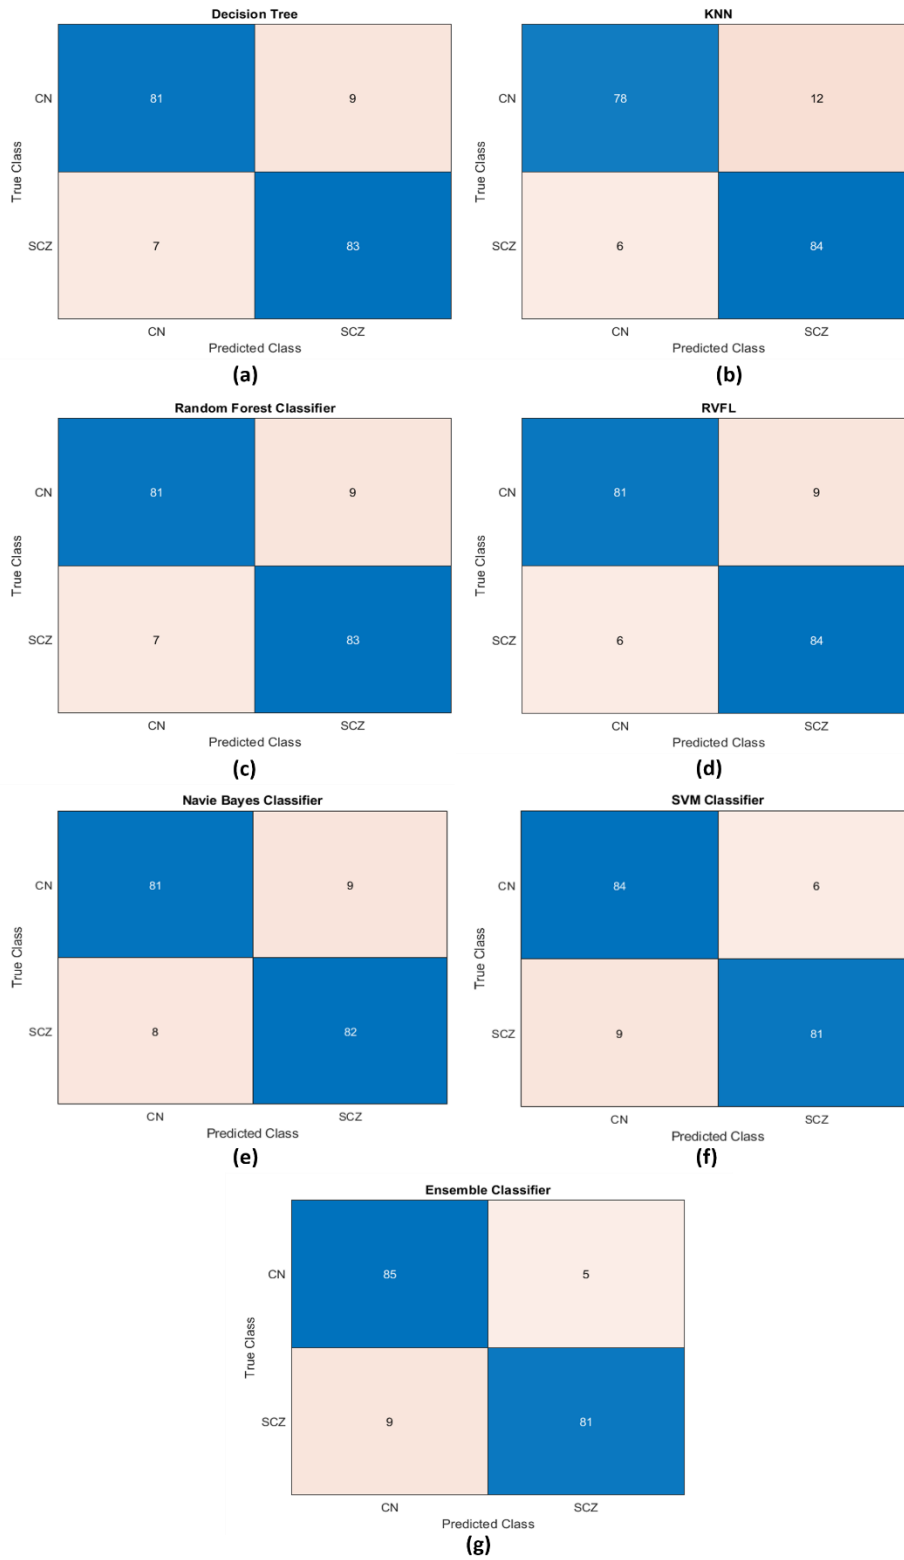 Decision Tree
CN
81
9
True Class
SCZ
7
83
CN
SCZ
Predicted Class
(a)
KNN
CN
78
12
True Class
SCZ
6
84
CN
SCZ
Predicted Class
(b)
Random Forest Classifier
CN
81
9
True Class
SCZ
7
83
CN
SCZ
Predicted Class
(c)
RVFL
CN
81
9
True Class
SCZ
6
84
CN
SCZ
Predicted Class
(d)
Navie Bayes Classifier
CN
81
9
True Class
SCZ
8
82
CN
SCZ
Predicted Class
(e)
SVM Classifier
CN
84
6
True Class
SCZ
9
81
CN
SCZ
Predicted Class
(f)
Ensemble Classifier
CN
85
5
True Class
SCZ
9
81
CN
SCZ
Predicted Class
(g)